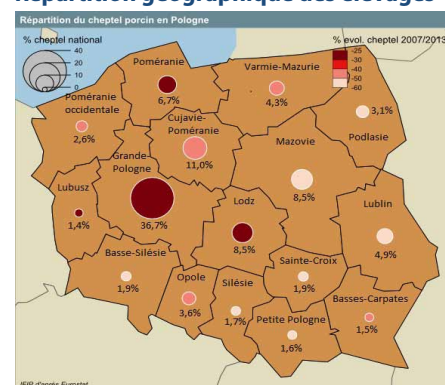 Répartition géographique des élevages
Répartition du cheptel porcin en Pologne
% cheptel national
40
30
20
10
0
% evol. cheptel 2007/2013
-25
-30
-40
-50
-60
Poméranie
6,7%
Varmie-Mazurie
4,3%
Poméranie
occidentale
2,6%
Cujavie-
Poméranie
11,0%
3,1%
Podlasie
Grande-
Pologne
36,7%
Mazovie
8,5%
Lubusz
1,4%
Lodz
8,5%
Lublin
4,9%
Basse-Silésie
1,9%
Opole
3,6%
Silésie
1,7%
Sainte-Croix
1,9%
Petite Pologne
1,6%
Basses-Carpates
1,5%
IFIP d'après Eurostat